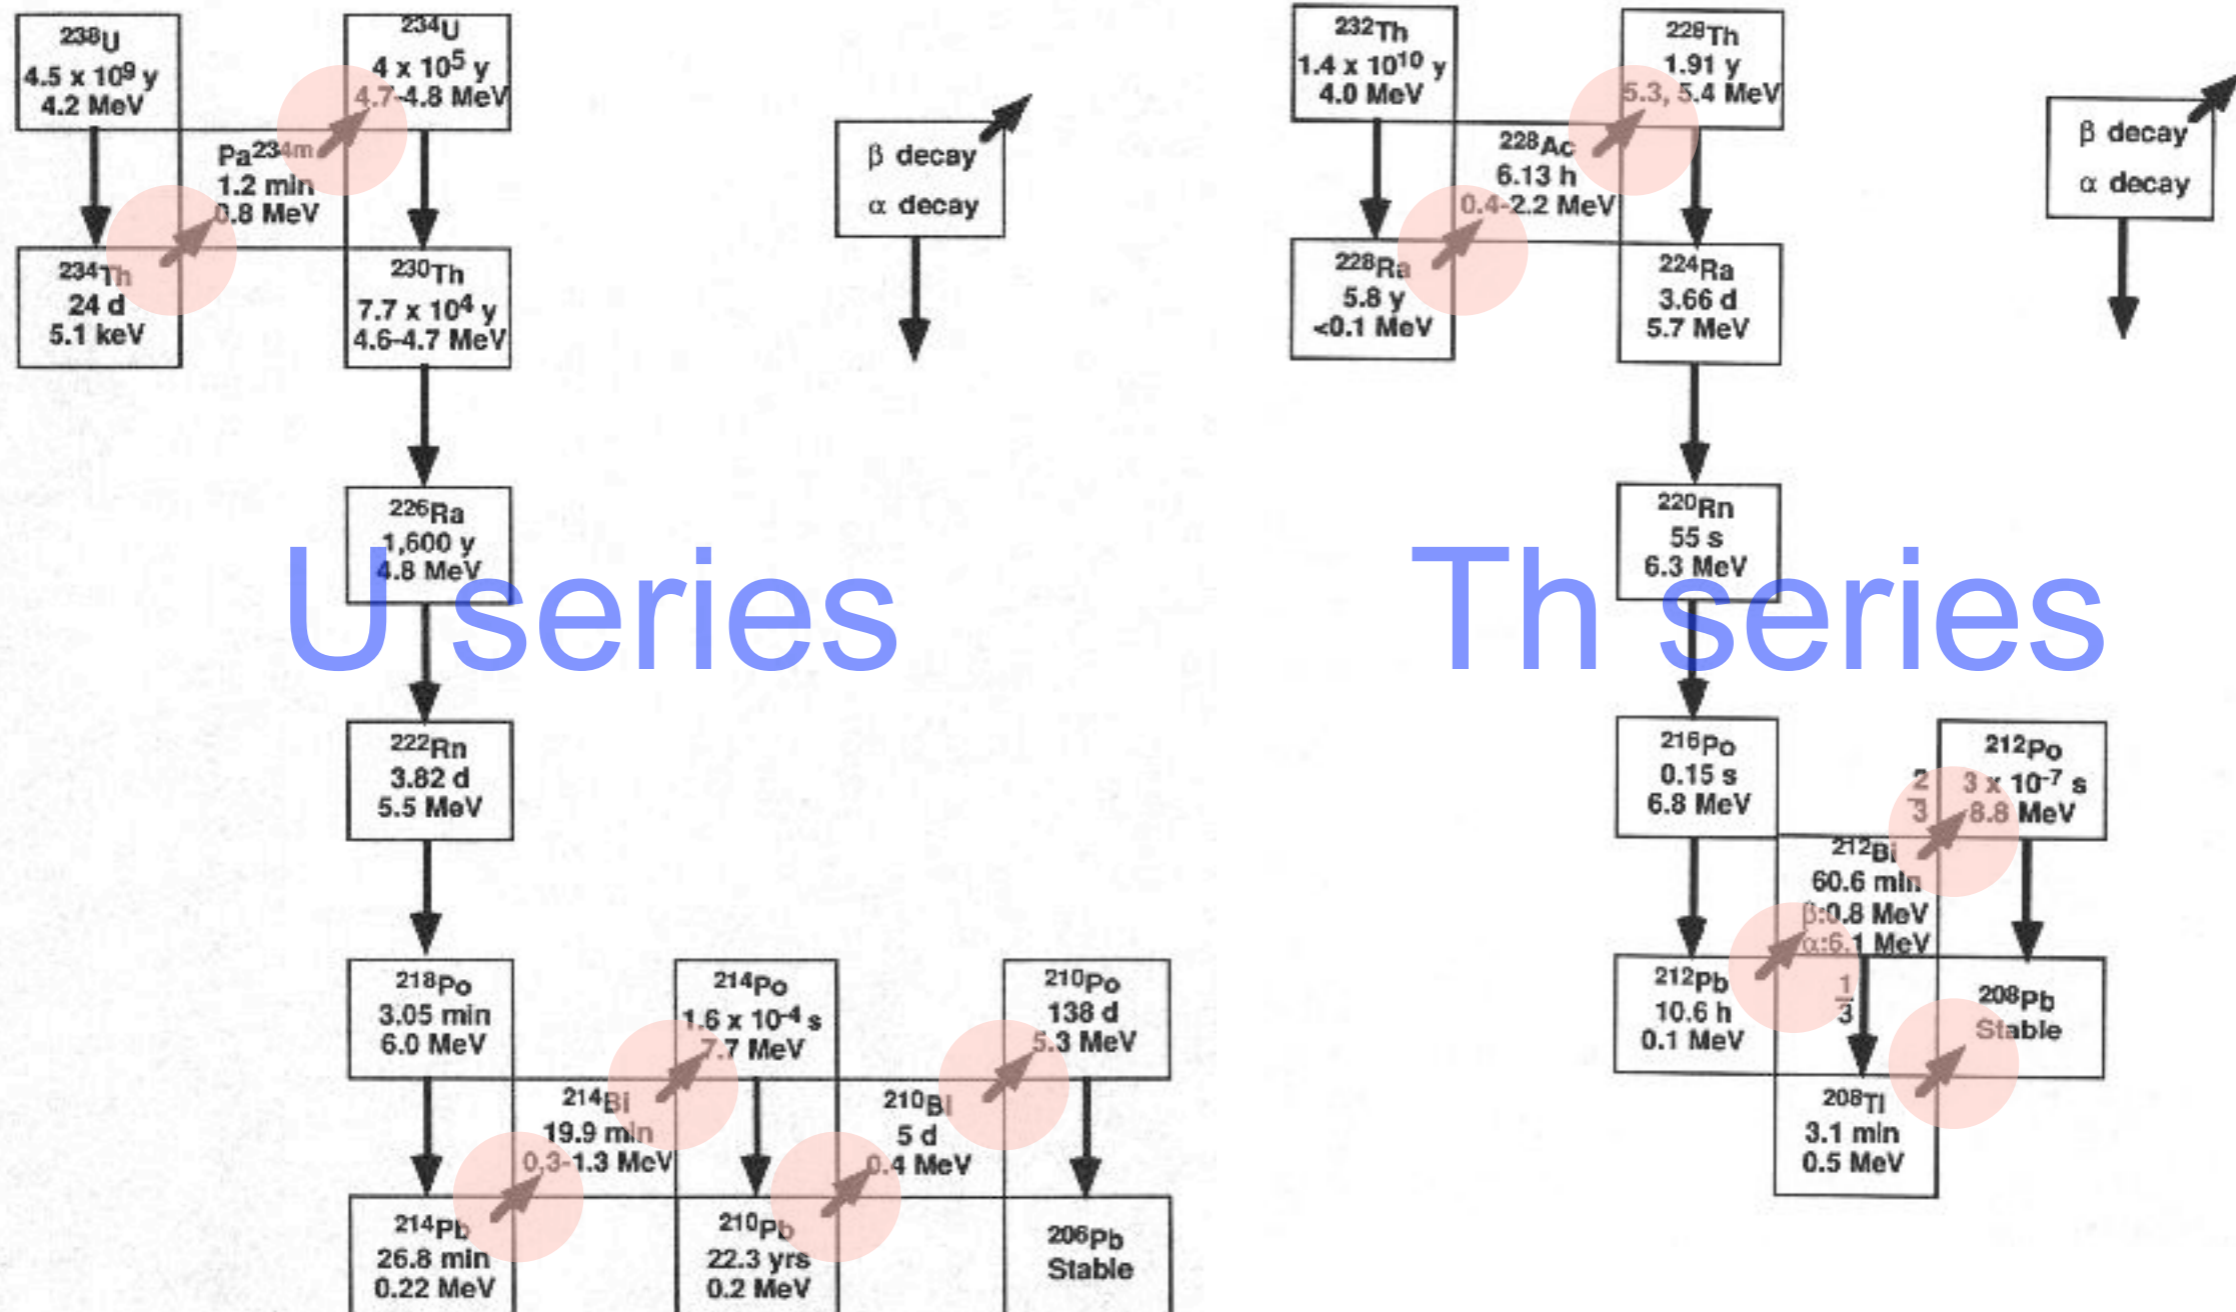 238U
4.5 x 109 y
4.2 MeV
234U
4 x 105 y
4.7-4.8 MeV
Pa234m
1.2 min
0.8 MeV
234Th
24 d
5.1 keV
230Th
7.7 x 104 y
4.6-4.7 MeV
β decay
α decay
226Ra
1,600 y
4.8 MeV
U series
222Rn
3.82 d
5.5 MeV
218Po
3.05 min
6.0 MeV
214Po
1.6 x 10-4 s
7.7 MeV
210Po
138 d
5.3 MeV
214Bi
19.9 min
0.3-1.3 MeV
210Bi
5 d
0.4 MeV
214Pb
26.8 min
0.22 MeV
210Pb
22.3 yrs
0.2 MeV
206Pb
Stable
232Th
1.4 x 1010 y
4.0 MeV
228Th
1.91 y
5.3, 5.4 MeV
228Ac
6.13 h
0.4-2.2 MeV
228Ra
5.8 y
<0.1 MeV
224Ra
3.66 d
5.7 MeV
β decay
α decay
220Rn
55 s
6.3 MeV
Th series
216Po
0.15 s
6.8 MeV
2/3
212Po
3 x 10-7 s
8.8 MeV
212Bi
60.6 min
β:0.8 MeV
α:6.1 MeV
212Pb
10.6 h
0.1 MeV
1/3
208Pb
Stable
208Tl
3.1 min
0.5 MeV